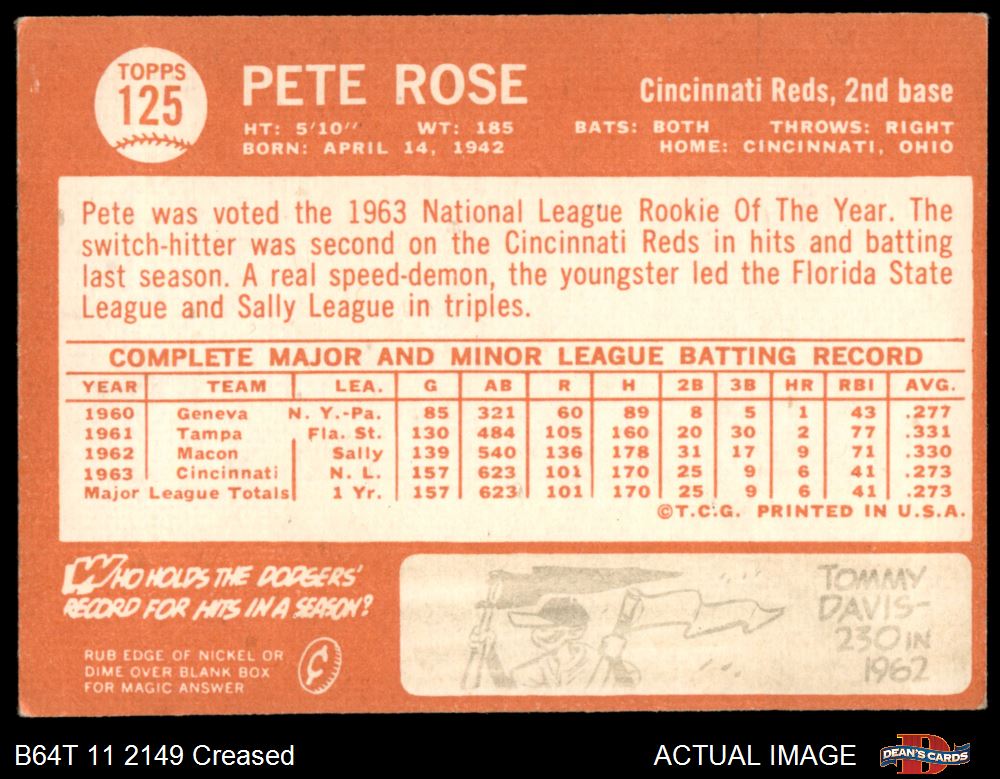 TOPPS
125
PETE ROSE
Cincinnati Reds, 2nd base
HT: 5'10" WT: 185 BATS: BOTH THROWS: RIGHT
BORN: APRIL 14, 1942 HOME: CINCINNATI, OHIO
Pete was voted the 1963 National League Rookie Of The Year. The
switch-hitter was second on the Cincinnati Reds in hits and batting
last season. A real speed-demon, the youngster led the Florida State
League and Sally League in triples.
COMPLETE MAJOR AND MINOR LEAGUE BATTING RECORD
YEAR TEAM LEA. G AB R H 2B 3B HR RBI AVG.
1960 Geneva N. Y.-Pa. 85 321 60 89 8 5 1 43 .277
1961 Tampa Fla. St. 130 484 105 160 20 30 2 77 .331
1962 Macon Sally 139 540 136 178 31 17 9 71 .330
1963 Cincinnati N. L. 157 623 101 170 25 9 6 41 .273
Major League Totals 1 Yr. 157 623 101 170 25 9 6 41 .273
©T.C.G. PRINTED IN U.S.A.
WHO HOLDS THE DODGERS'
RECORD FOR HITS IN A SEASON?
RUB EDGE OF NICKEL OR
DIME OVER BLANK BOX
FOR MAGIC ANSWER
TOMMY
DAVIS-
230 IN
1962
B64T 11 2149 Creased
ACTUAL IMAGE
D
DEAN'S CARDS